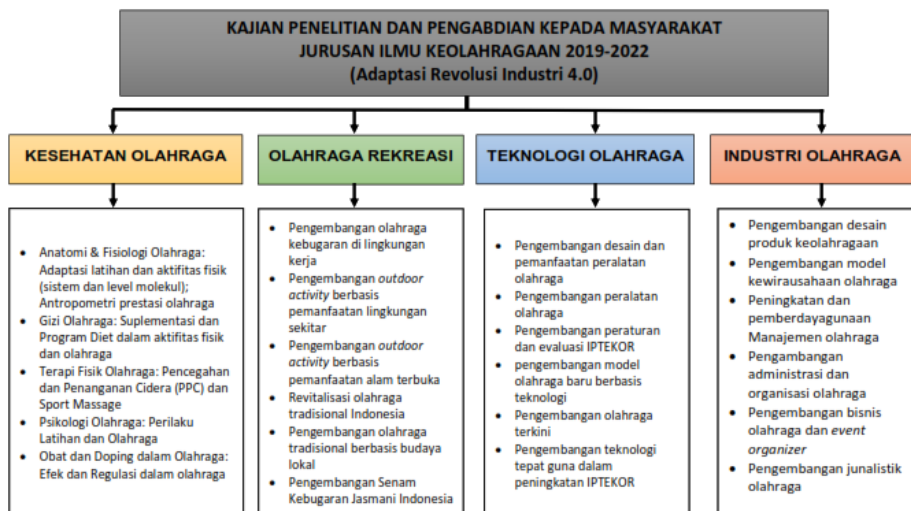 KAJIAN PENELITIAN DAN PENGABDIAN KEPADA MASYARAKAT
JURUSAN ILMU KEOLAHRAGAAN 2019-2022
(Adaptasi Revolusi Industri 4.0)
KESEHATAN OLAHRAGA
OLAHRAGA REKREASI
TEKNOLOGI OLAHRAGA
INDUSTRI OLAHRAGA
• Anatomi & Fisiologi Olahraga:
Adaptasi latihan dan aktifitas fisik
(sistem dan level molekul);
Antropometri prestasi olahraga
• Gizi Olahraga: Suplementasi dan
Program Diet dalam aktifitas fisik
dan olahraga
• Terapi Fisik Olahraga: Pencegahan
dan Penanganan Cidera (PPC) dan
Sport Massage
• Psikologi Olahraga: Perilaku
Latihan dan Olahraga
• Obat dan Doping dalam Olahraga:
Efek dan Regulasi dalam olahraga
• Pengembangan olahraga
kebugaran di lingkungan
kerja
• Pengembangan outdoor
activity berbasis
pemanfaatan lingkungan
sekitar
• Pengembangan outdoor
activity berbasis
pemanfaatan alam terbuka
• Revitalisasi olahraga
tradisional Indonesia
• Pengembangan olahraga
tradisional berbasis budaya
lokal
• Pengembangan Senam
Kebugaran Jasmani Indonesia
• Pengembangan desain dan
pemanfaatan peralatan
olahraga
• Pengembangan peralatan
olahraga
• Pengembangan peraturan
dan evaluasi IPTEKOR
• pengembangan model
olahraga baru berbasis
teknologi
• Pengembangan olahraga
terkini
• Pengembangan teknologi
tepat guna dalam
peningkatan IPTEKOR
• Pengembangan desain
produk keolahragaan
• Pengembangan model
kewirausahaan olahraga
• Peningkatan dan
pemberdayagunaan
Manajemen olahraga
• Pengambangan
administrasi dan
organisasi olahraga
• Pengembangan bisnis
olahraga dan event
organizer
• Pengembangan junalistik
olahraga